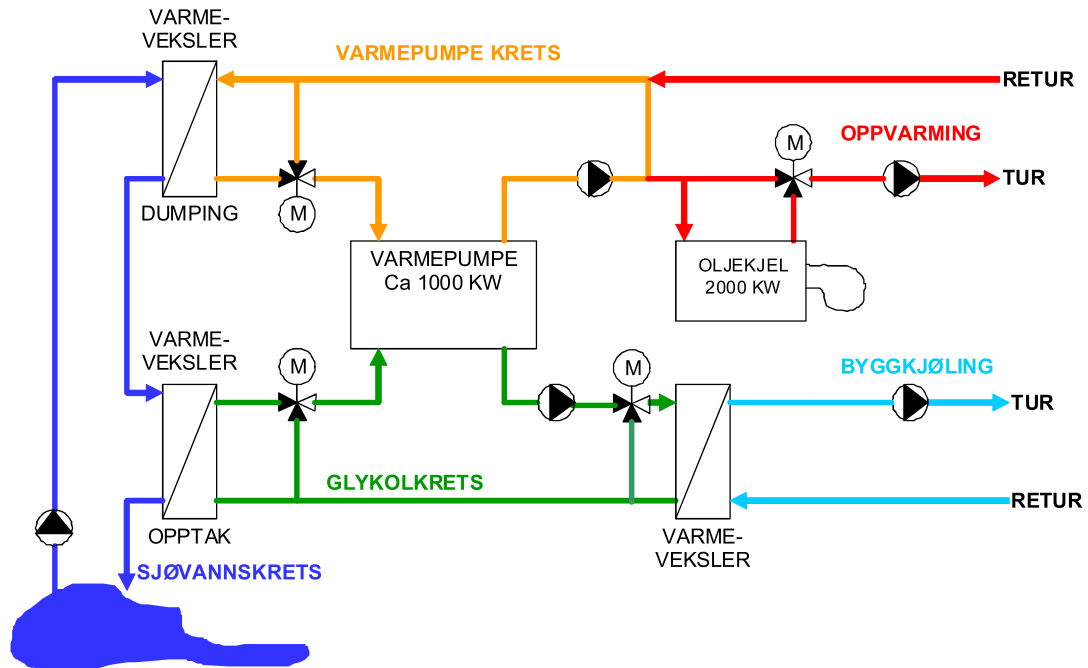 VARME-
VEKSLER
VARMEPUMPE KRETS
RETUR
OPPVARMING
M
TUR
DUMPING
M
VARMEPUMPE
Ca 1000 KW
OLJEKJEL
2000 KW
VARME-
VEKSLER
M
M
BYGGKJØLING
TUR
GLYKOLKRETS
RETUR
OPPTAK
VARME-
VEKSLER
SJØVANNSKRETS